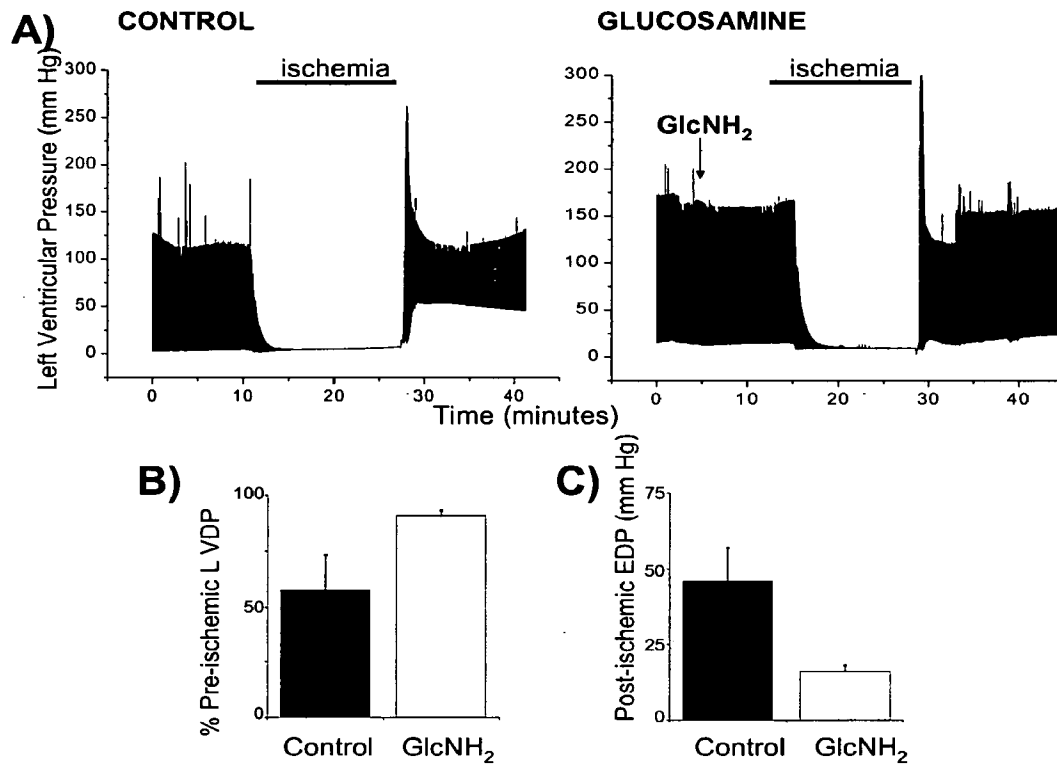 A)
CONTROL
GLUCOSAMINE
Left Ventricular Pressure (mm Hg)
300
250
200
150
100
50
0
ischemia
0 10 20 30 40
300
250
200
150
100
50
0
ischemia
GlcNH₂
0 10 20 30 40
Time (minutes)
B)
% Pre-ischemic L VDP
100
50
0
Control GlcNH₂
C)
Post-ischemic EDP (mm Hg)
75
50
25
0
Control GlcNH₂